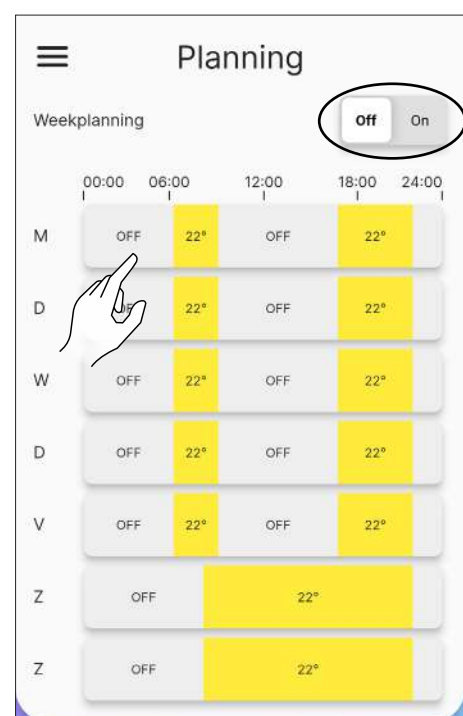 Planning
Weekplanning Off On
00:00 06:00 12:00 18:00 24:00
M OFF 22° OFF 22°
D OFF 22° OFF 22°
W OFF 22° OFF 22°
D OFF 22° OFF 22°
V OFF 22° OFF 22°
Z OFF 22°
Z OFF 22°